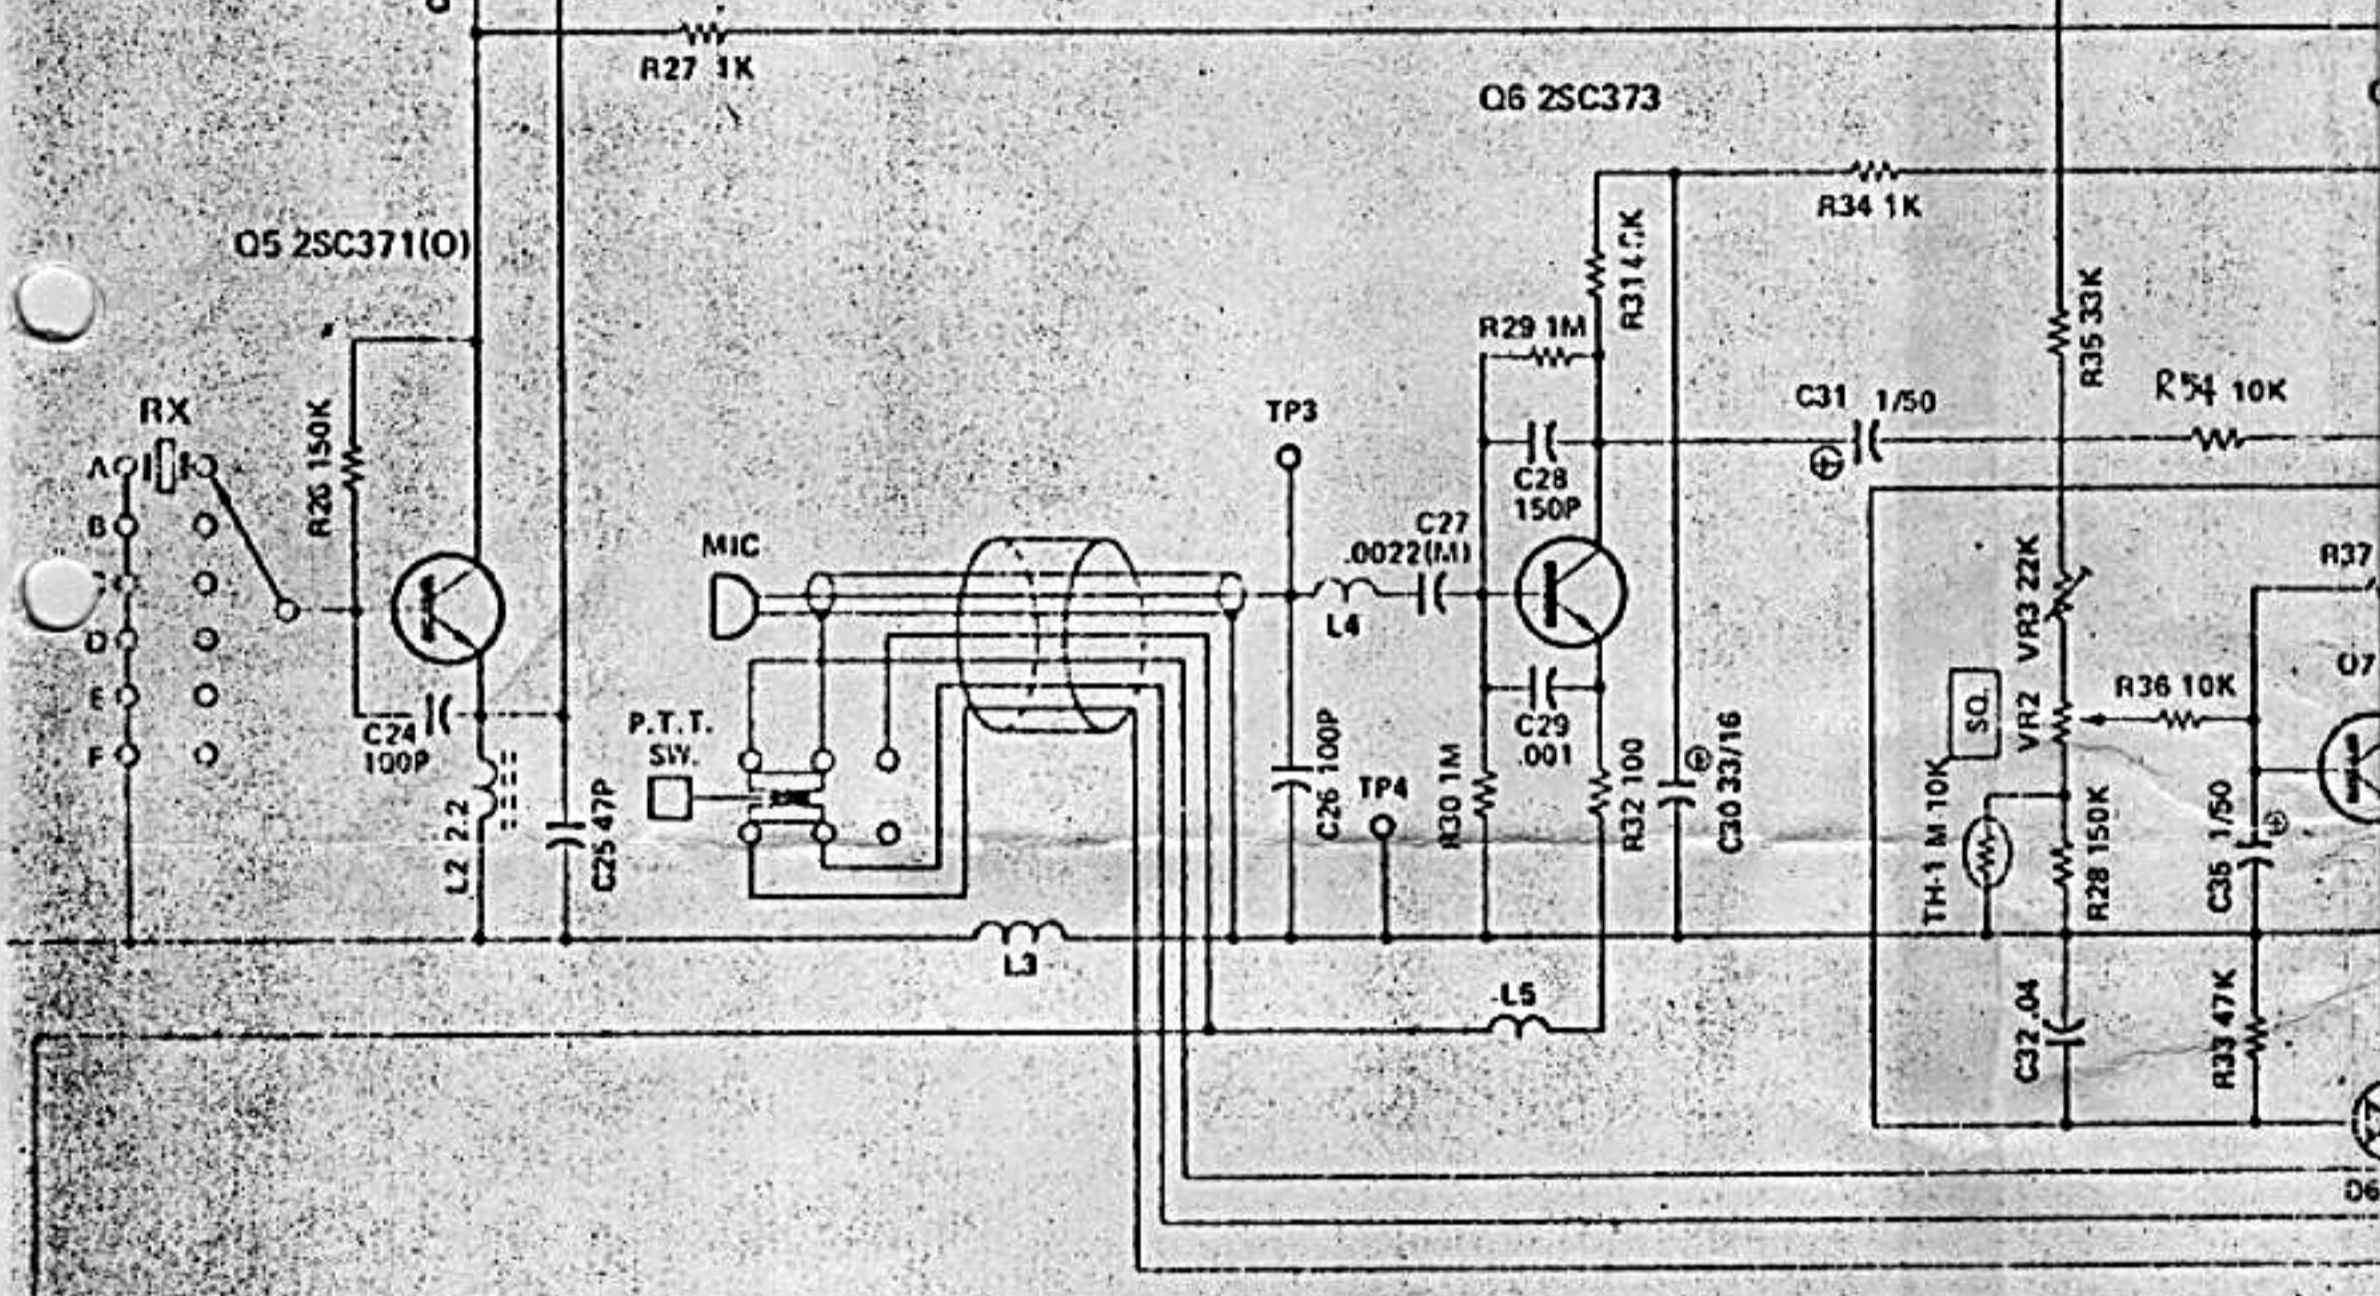 R27 1K
Q6 2SC373
R34 1K
Q5 2SC371(O)
R31
R29 1M
R35 33K
C31 1/50
R54 10K
TP3
RX
A
B
D
E
F
R26 150K
C28
150P
C27
.0022(M)
MIC
L4
R37
VR3 22K
Q7
R36 10K
SQ.
VR2
P.T.T.
SW.
C24
100P
C29
.001
C26 100P
TP4
R30 1M
R32 100
C30 33/16
TH-1 M 10K
R28 150K
C35 1/50
L2 2.2
C25 47P
L3
L5
C32 .04
R33 47K
D6